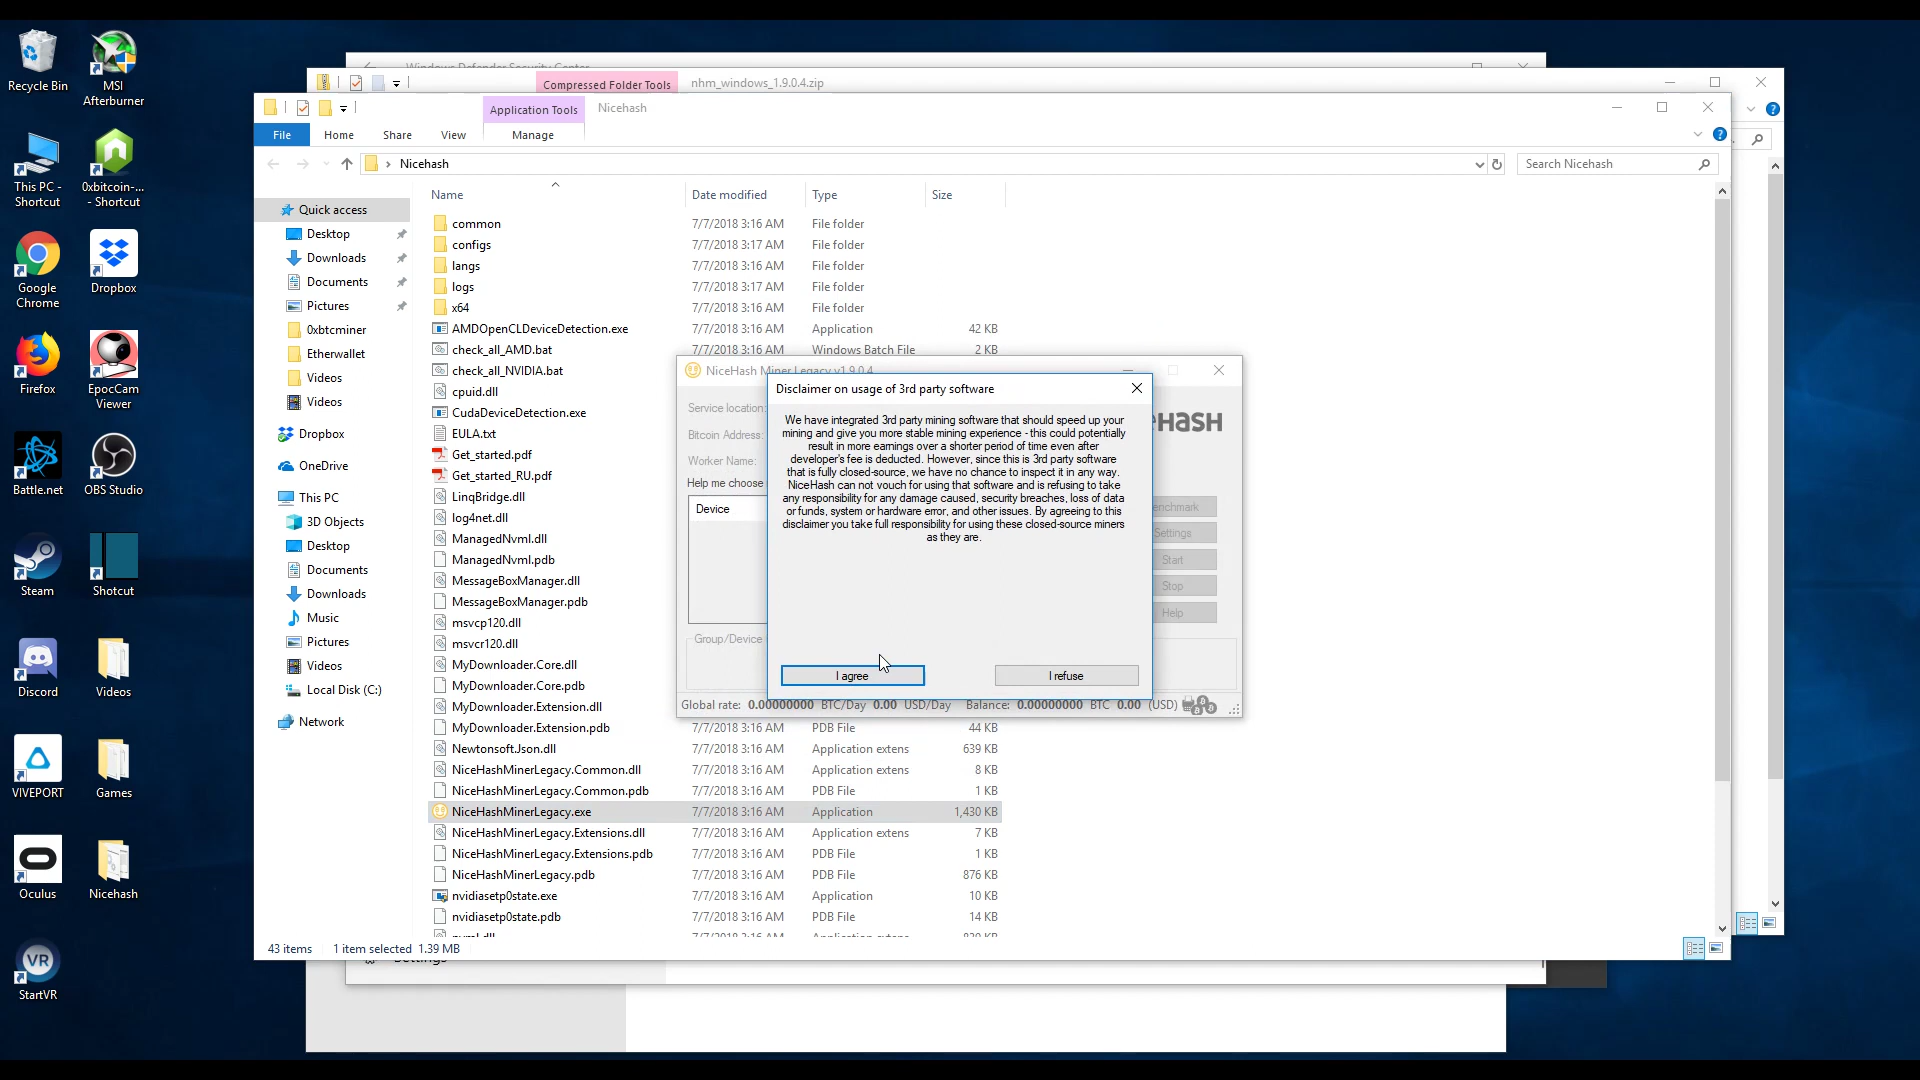 Recycle Bin
MSI Afterburner
This PC - Shortcut
0xbitcoin-... - Shortcut
Google Chrome
Dropbox
Firefox
EpocCam Viewer
Battle.net
OBS Studio
Steam
Shotcut
Discord
Videos
VIVEPORT
Games
Oculus
Nicehash
VR
StartVR
Windows Defender Security Center
Compressed Folder Tools
nhm_windows_1.9.0.4.zip
Application Tools
Nicehash
File
Home
Share
View
Manage
Nicehash
Search Nicehash
Quick access
Desktop
Downloads
Documents
Pictures
0xbtcminer
Etherwallet
Videos
Videos
Dropbox
OneDrive
This PC
3D Objects
Desktop
Documents
Downloads
Music
Pictures
Videos
Local Disk (C:)
Network
Name Date modified Type Size
common 7/7/2018 3:16 AM File folder
configs 7/7/2018 3:17 AM File folder
langs 7/7/2018 3:16 AM File folder
logs 7/7/2018 3:17 AM File folder
x64 7/7/2018 3:16 AM File folder
AMDOpenCLDeviceDetection.exe 7/7/2018 3:16 AM Application 42 KB
check_all_AMD.bat 7/7/2018 3:16 AM Windows Batch File 2 KB
check_all_NVIDIA.bat
cpuid.dll
CudaDeviceDetection.exe
EULA.txt
Get_started.pdf
Get_started_RU.pdf
LinqBridge.dll
log4net.dll
ManagedNvml.dll
ManagedNvml.pdb
MessageBoxManager.dll
MessageBoxManager.pdb
msvcp120.dll
msvcr120.dll
MyDownloader.Core.dll
MyDownloader.Core.pdb
MyDownloader.Extension.dll
MyDownloader.Extension.pdb 7/7/2018 3:16 AM PDB File 44 KB
Newtonsoft.Json.dll 7/7/2018 3:16 AM Application extens 639 KB
NiceHashMinerLegacy.Common.dll 7/7/2018 3:16 AM Application extens 8 KB
NiceHashMinerLegacy.Common.pdb 7/7/2018 3:16 AM PDB File 1 KB
NiceHashMinerLegacy.exe 7/7/2018 3:16 AM Application 1,430 KB
NiceHashMinerLegacy.Extensions.dll 7/7/2018 3:16 AM Application extens 7 KB
NiceHashMinerLegacy.Extensions.pdb 7/7/2018 3:16 AM PDB File 1 KB
NiceHashMinerLegacy.pdb 7/7/2018 3:16 AM PDB File 876 KB
nvidiasetp0state.exe 7/7/2018 3:16 AM Application 10 KB
nvidiasetp0state.pdb 7/7/2018 3:16 AM PDB File 14 KB
43 items 1 item selected 1.39 MB
Settings
NiceHash Miner Legacy v1.9.0.4
Service location:
Bitcoin Address:
Worker Name:
Help me choose
Device
Settings
Start
Stop
Help
Group/Device
Global rate: 0.00000000 BTC/Day 0.00 USD/Day Balance: 0.00000000 BTC 0.00 (USD)
Disclaimer on usage of 3rd party software
We have integrated 3rd party mining software that should speed up your
mining and give you more stable mining experience - this could potentially
result in more earnings over a shorter period of time even after
developer's fee is deducted. However, since this is 3rd party software
that is fully closed-source, we have no chance to inspect it in any way.
NiceHash can not vouch for using that software and is refusing to take
any responsibility for any damage caused, security breaches, loss of data
or funds, system or hardware error, and other issues. By agreeing to this
disclaimer you take full responsibility for using these closed-source miners
as they are.
I agree
I refuse